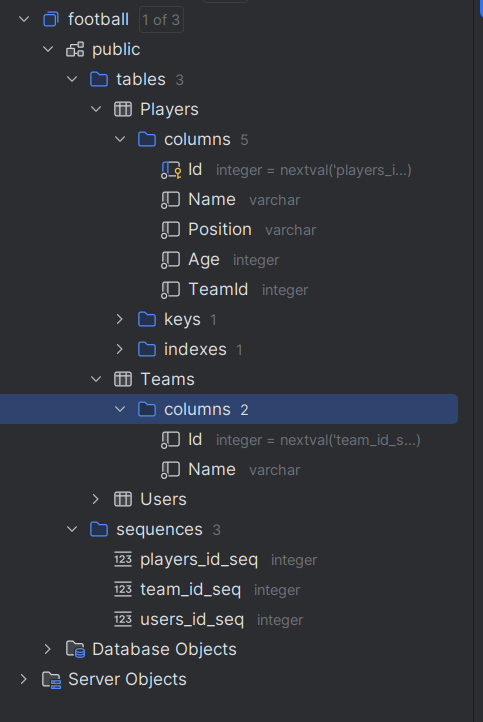 football 1 of 3
public
tables 3
Players
columns 5
Id integer = nextval('players_i...)
Name varchar
Position varchar
Age integer
TeamId integer
keys 1
indexes 1
Teams
columns 2
Id integer = nextval('team_id_s...)
Name varchar
Users
sequences 3
123 players_id_seq integer
123 team_id_seq integer
123 users_id_seq integer
Database Objects
Server Objects